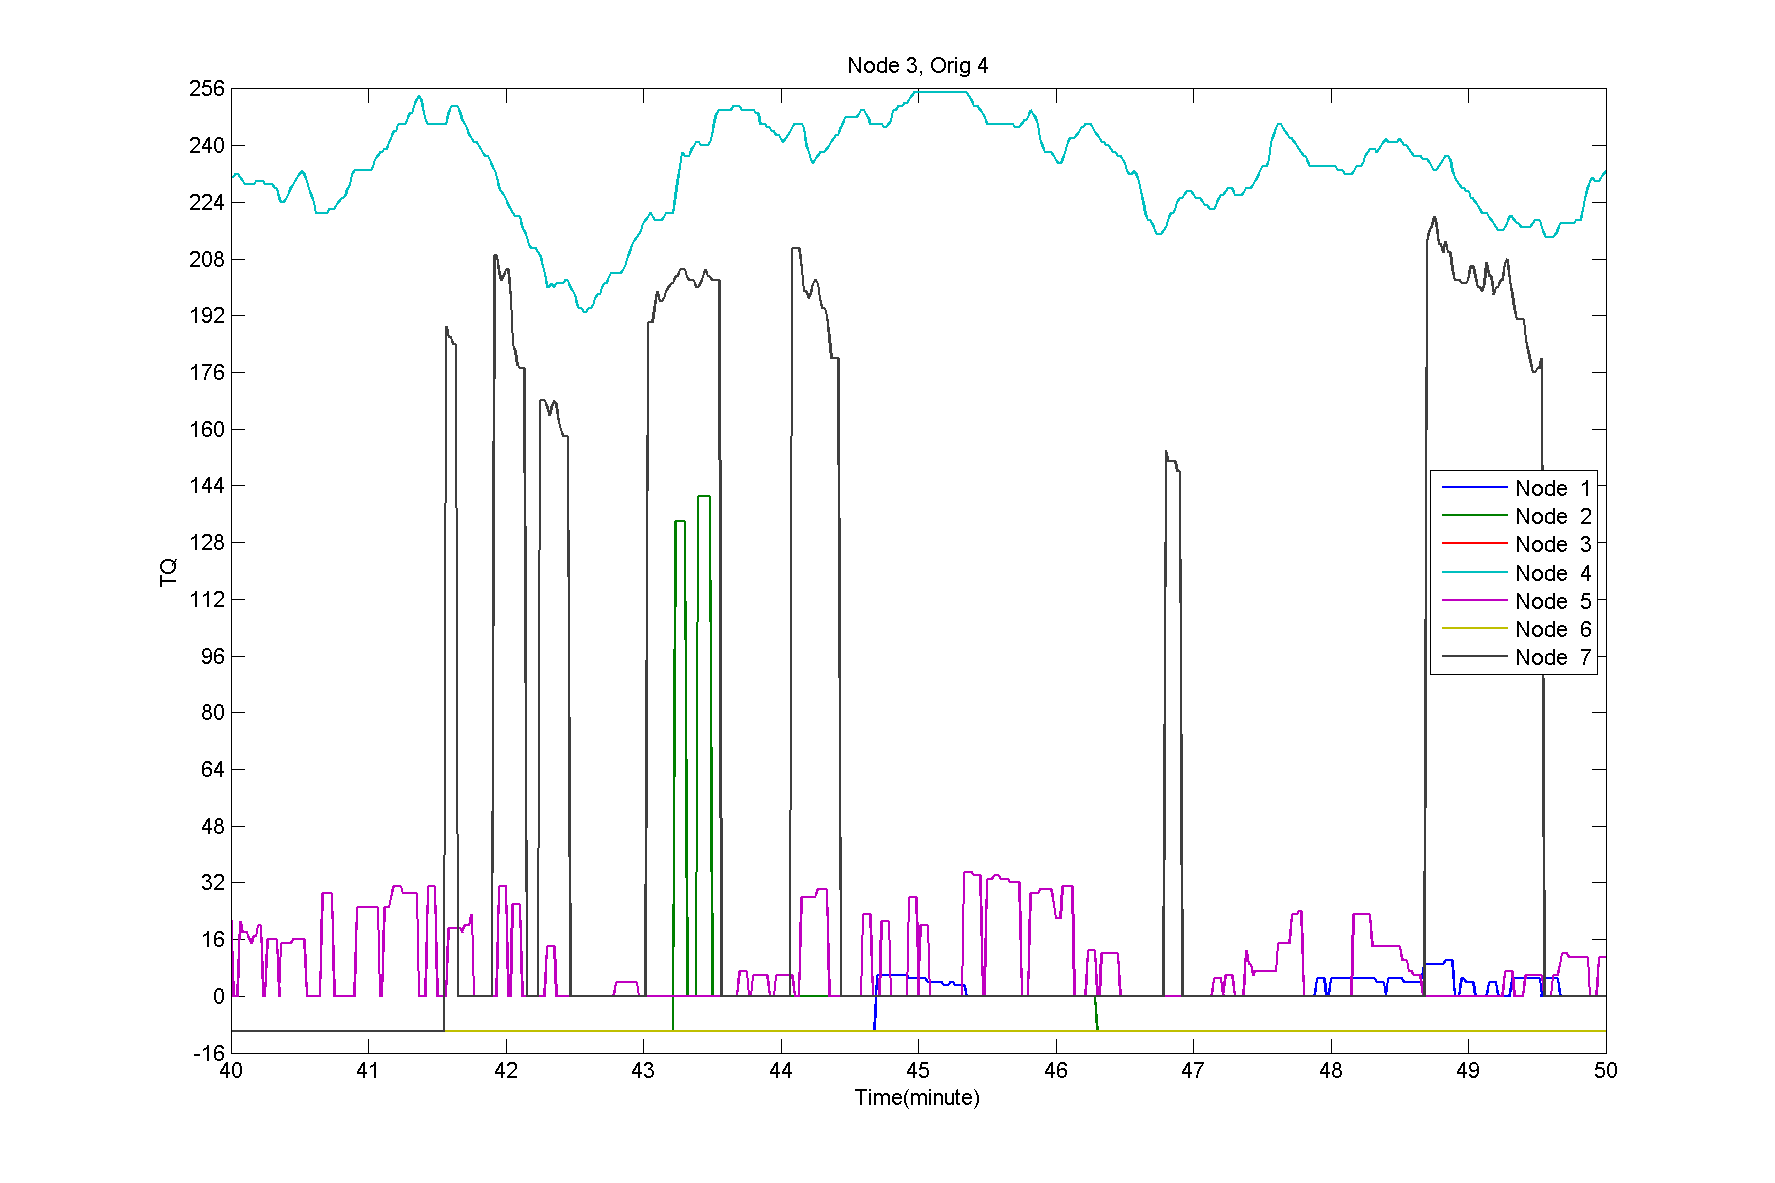 Node 3, Orig 4
256
240
224
208
192
176
160
144
128
112
96
80
64
48
32
16
0
-16
TQ
Node 1
Node 2
Node 3
Node 4
Node 5
Node 6
Node 7
40 41 42 43 44 45 46 47 48 49 50
Time(minute)